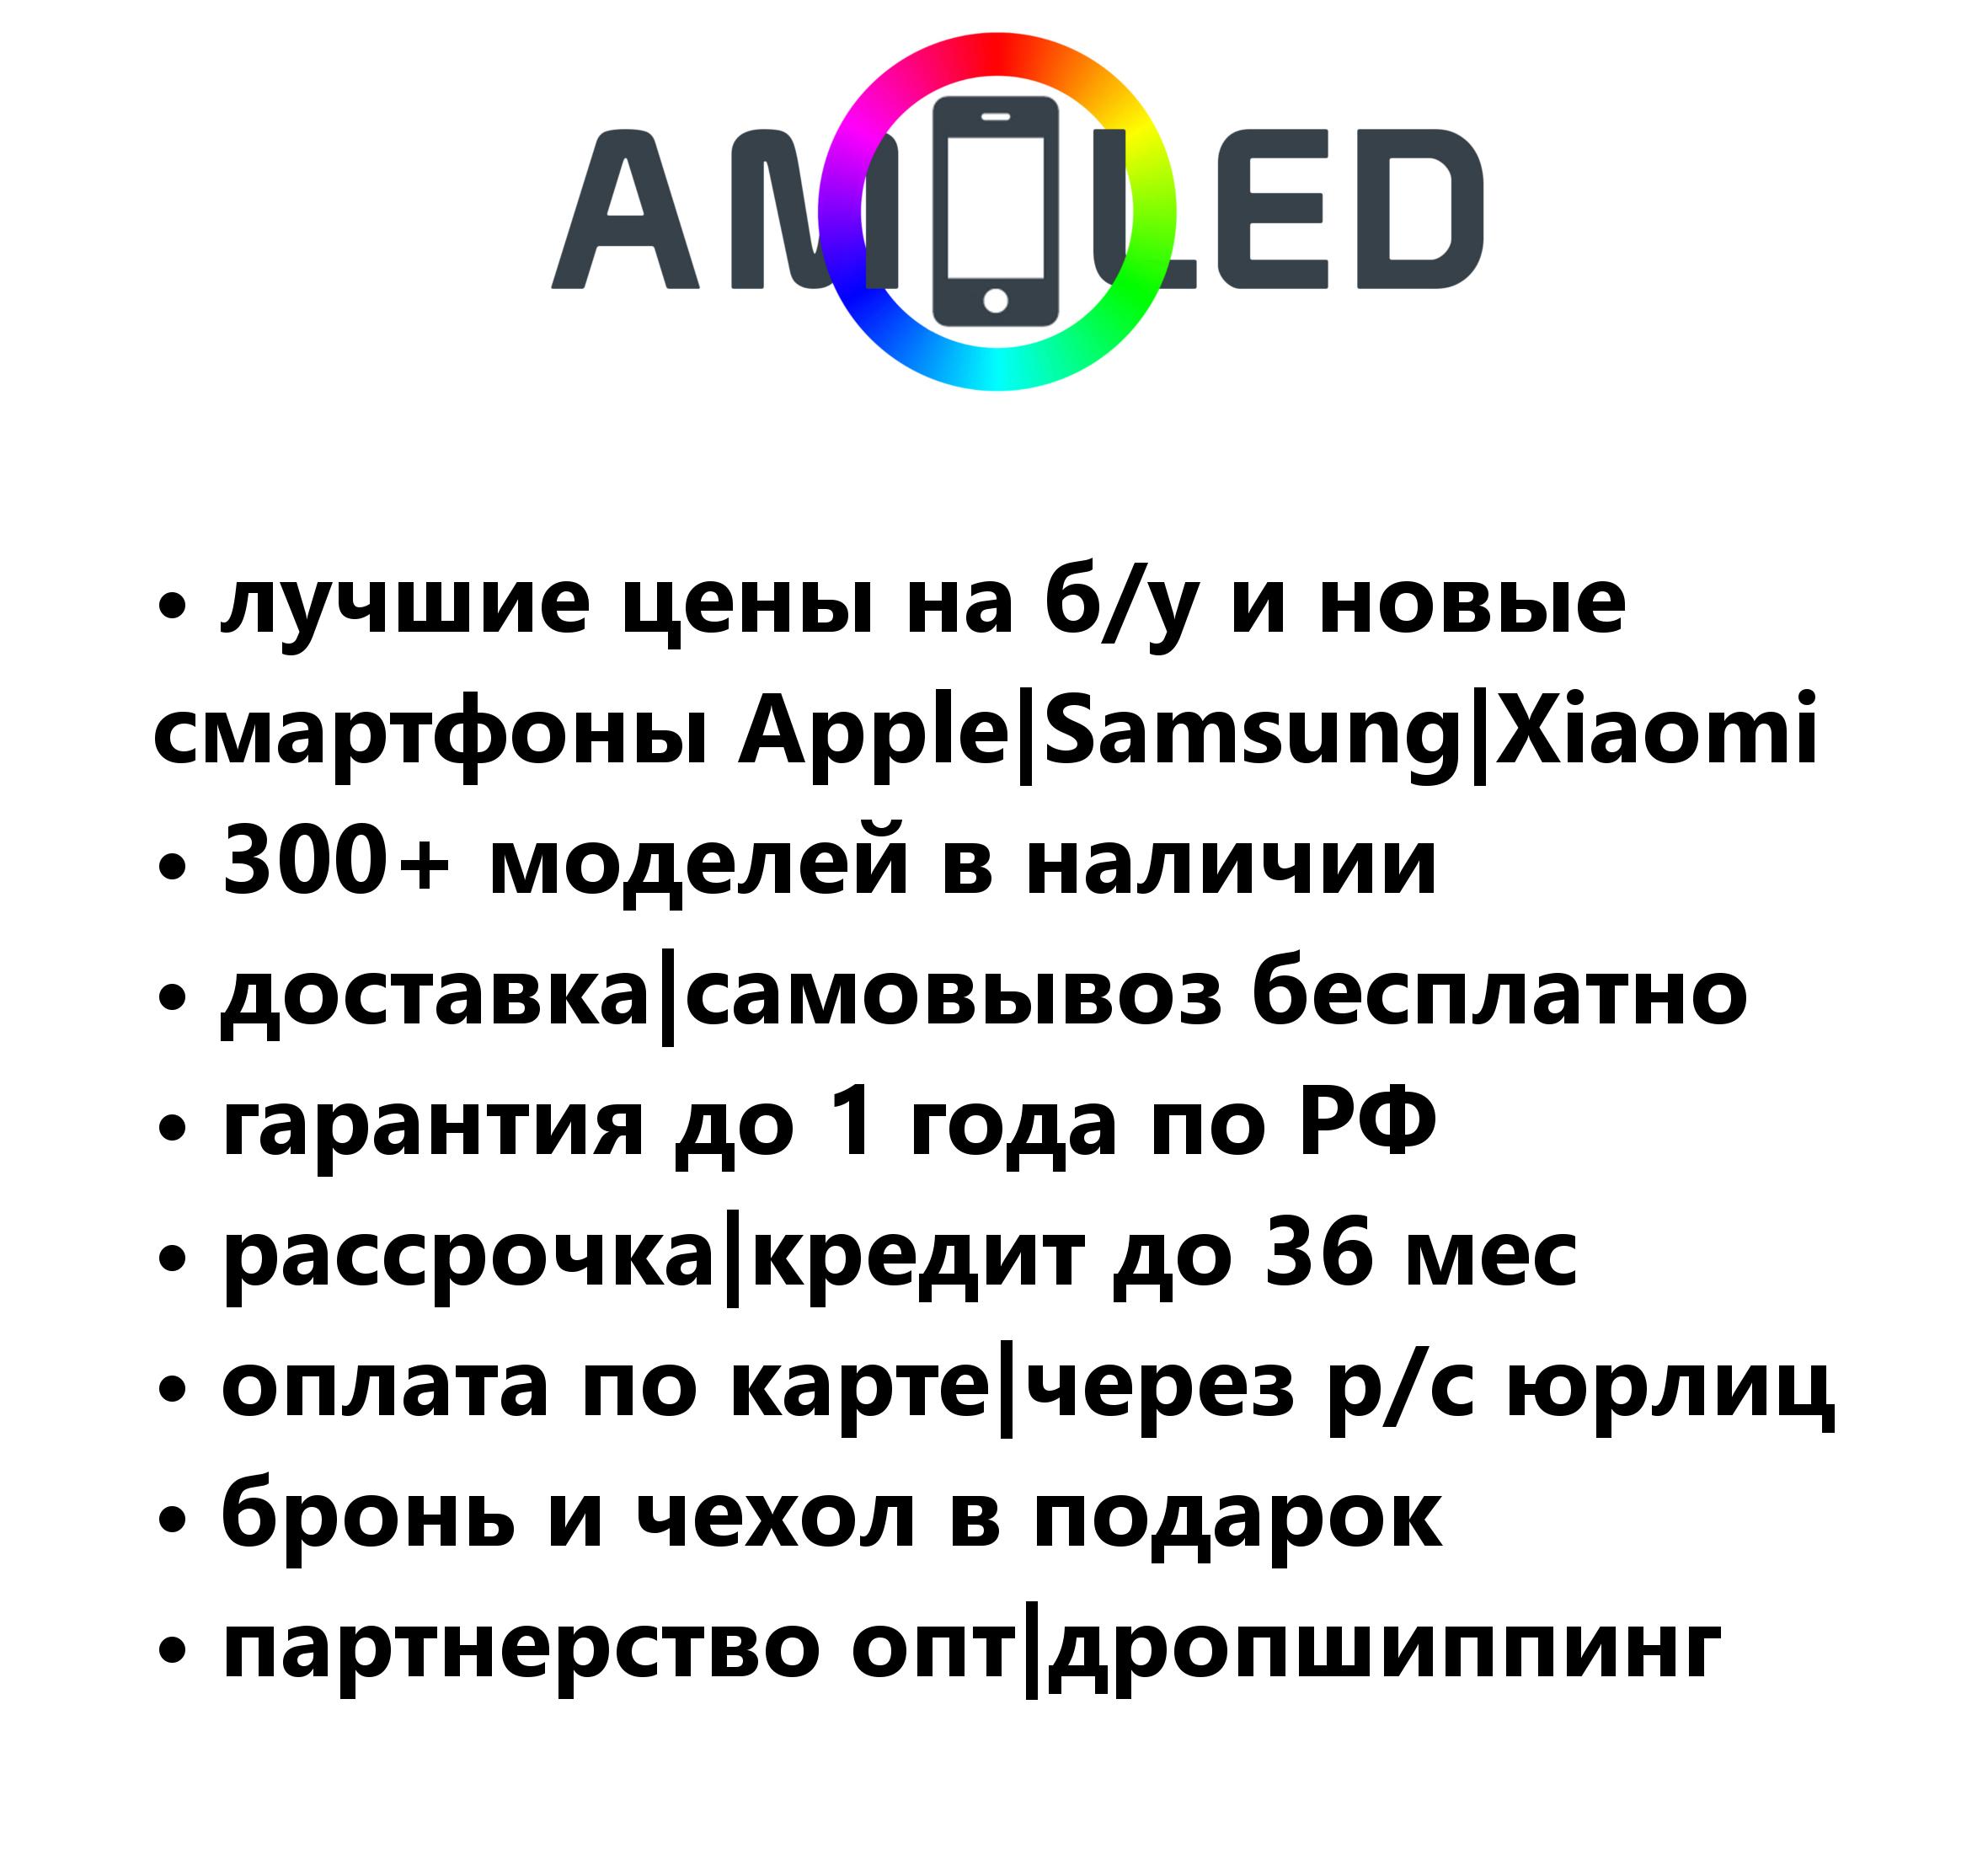 AMOLED
• лучшие цены на б/у и новые
смартфоны Apple|Samsung|Xiaomi
• 300+ моделей в наличии
• доставка|самовывоз бесплатно
• гарантия до 1 года по РФ
• рассрочка|кредит до 36 мес
• оплата по карте|через р/с юрлиц
• бронь и чехол в подарок
• партнерство опт|дропшиппинг